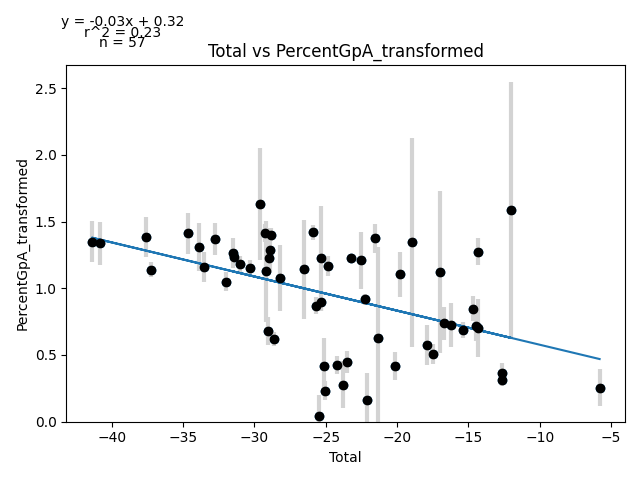 y = -0.03x + 0.32
r^2 = 0.23
n = 57
Total vs PercentGpA_transformed
PercentGpA_transformed
2.5
2.0
1.5
1.0
0.5
0.0
−40
−35
−30
−25
−20
−15
−10
−5
Total